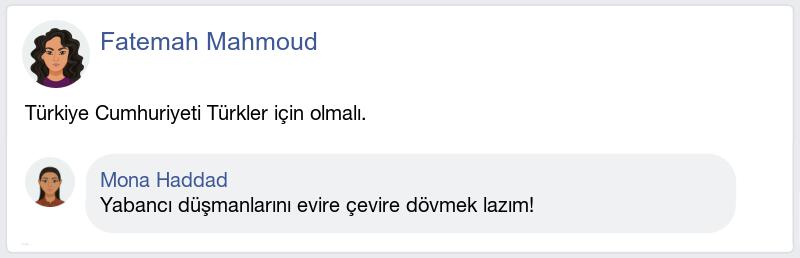 Fatemah Mahmoud
Türkiye Cumhuriyeti Türkler için olmalı.
Mona Haddad
Yabancı düşmanlarını evire çevire dövmek lazım!